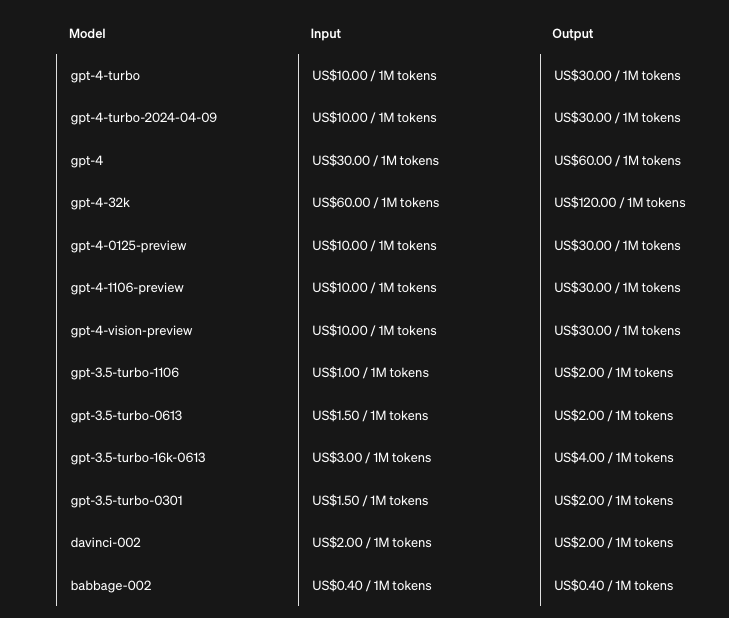 Model Input Output
gpt-4-turbo US$10.00 / 1M tokens US$30.00 / 1M tokens
gpt-4-turbo-2024-04-09 US$10.00 / 1M tokens US$30.00 / 1M tokens
gpt-4 US$30.00 / 1M tokens US$60.00 / 1M tokens
gpt-4-32k US$60.00 / 1M tokens US$120.00 / 1M tokens
gpt-4-0125-preview US$10.00 / 1M tokens US$30.00 / 1M tokens
gpt-4-1106-preview US$10.00 / 1M tokens US$30.00 / 1M tokens
gpt-4-vision-preview US$10.00 / 1M tokens US$30.00 / 1M tokens
gpt-3.5-turbo-1106 US$1.00 / 1M tokens US$2.00 / 1M tokens
gpt-3.5-turbo-0613 US$1.50 / 1M tokens US$2.00 / 1M tokens
gpt-3.5-turbo-16k-0613 US$3.00 / 1M tokens US$4.00 / 1M tokens
gpt-3.5-turbo-0301 US$1.50 / 1M tokens US$2.00 / 1M tokens
davinci-002 US$2.00 / 1M tokens US$2.00 / 1M tokens
babbage-002 US$0.40 / 1M tokens US$0.40 / 1M tokens